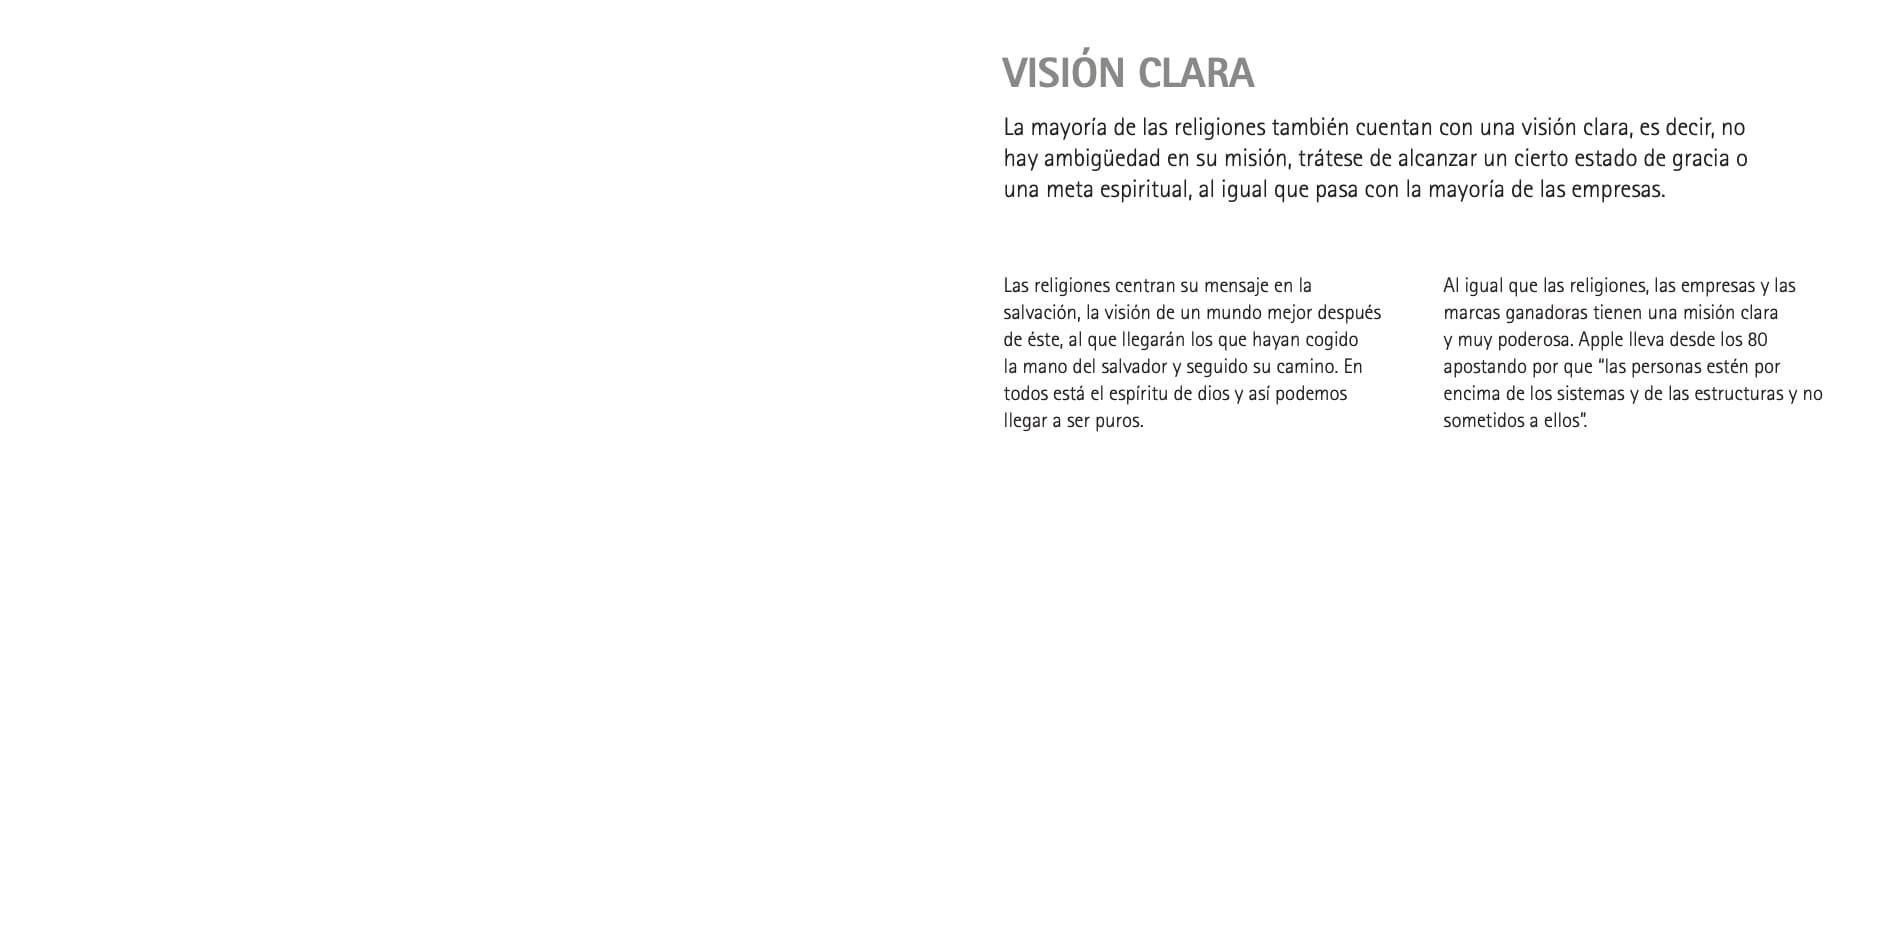 VISIÓN CLARA
La mayoría de las religiones también cuentan con una visión clara, es decir, no
hay ambigüedad en su misión, trátese de alcanzar un cierto estado de gracia o
una meta espiritual, al igual que pasa con la mayoría de las empresas.
Las religiones centran su mensaje en la
salvación, la visión de un mundo mejor después
de éste, al que llegarán los que hayan cogido
la mano del salvador y seguido su camino. En
todos está el espíritu de dios y así podemos
llegar a ser puros.
Al igual que las religiones, las empresas y las
marcas ganadoras tienen una misión clara
y muy poderosa. Apple lleva desde los 80
apostando por que “las personas estén por
encima de los sistemas y de las estructuras y no
sometidos a ellos”.